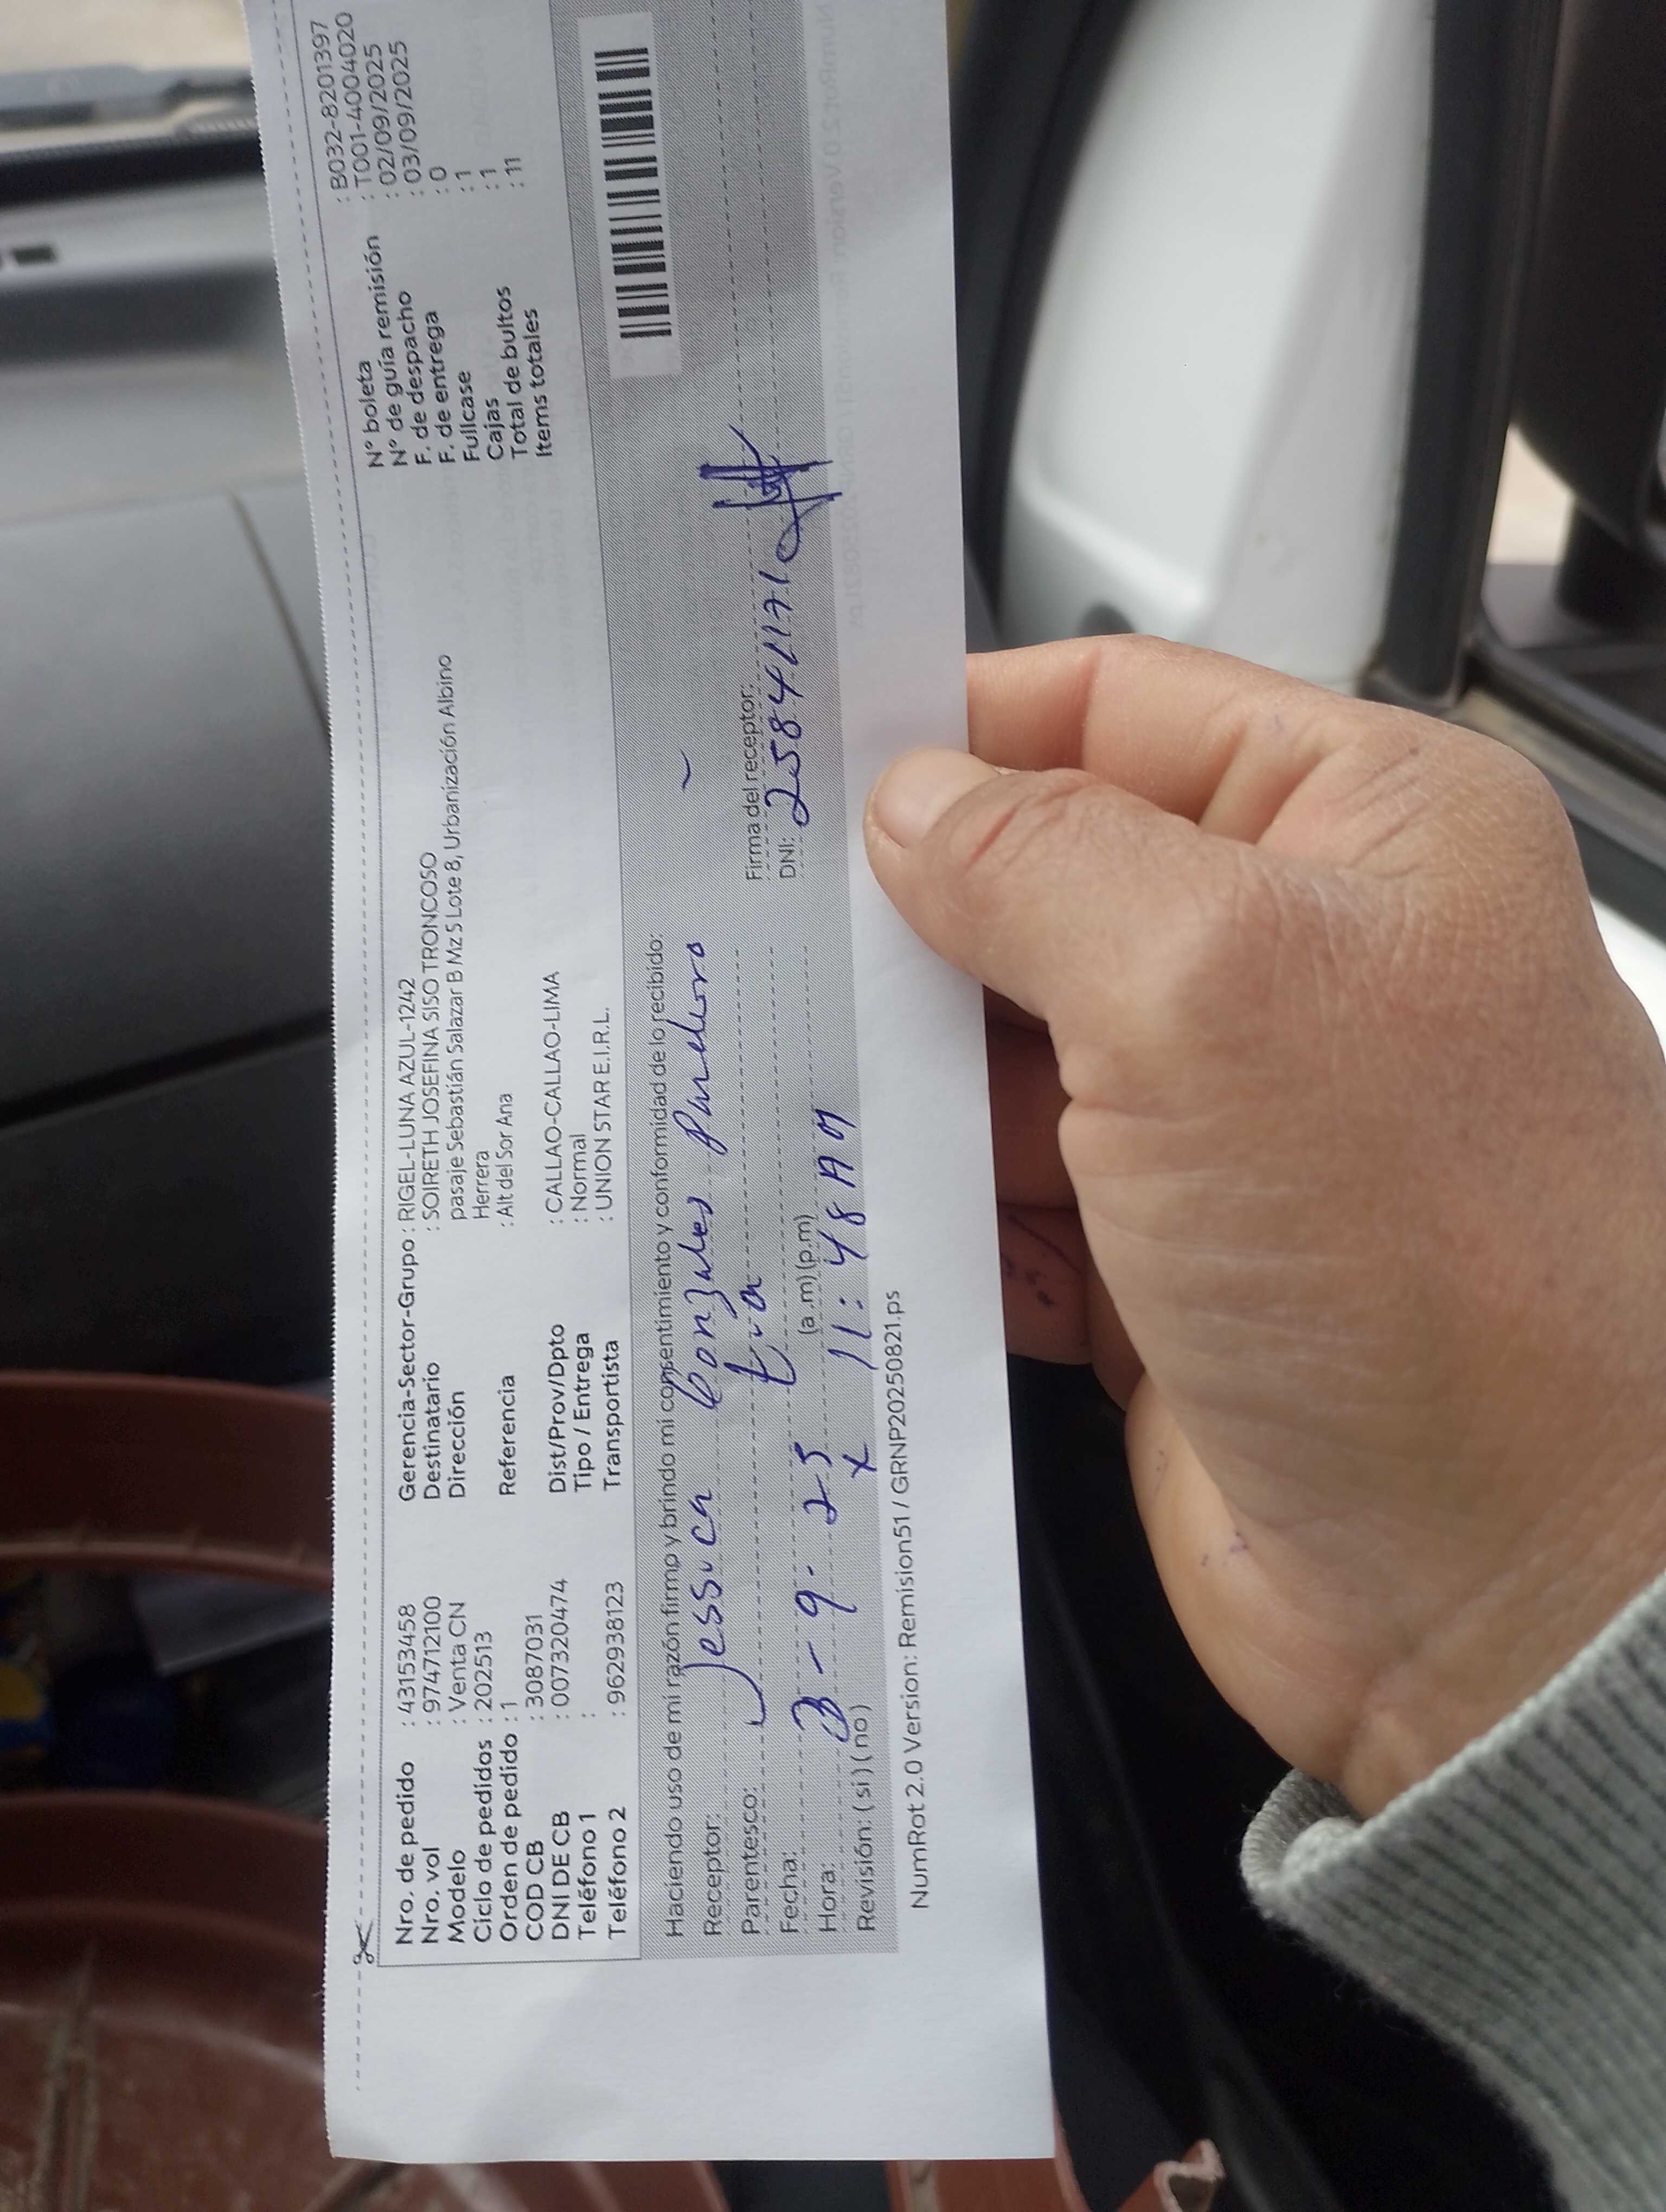 Nro. de pedido : 43153458
Nro. vol : 974712100
Modelo : Venta CN
Ciclo de pedidos : 202513
Orden de pedido : 1
COD CB : 3087031
DNI DE CB : 007320474
Teléfono 1 :
Teléfono 2 : 962938123
Gerencia-Sector-Grupo : RIGEL-LUNA AZUL-1242
Destinatario : SOIRETH JOSEFINA SISO TRONCOSO
Dirección pasaje Sebastián Salazar B Mz S Lote 8, Urbanización Albino
Herrera
Referencia : Alt del Sor Ana
Dist/Prov/Dpto : CALLAO-CALLAO-LIMA
Tipo / Entrega : Normal
Transportista : UNION STAR E.I.R.L.
N° boleta : B032-8201397
N° de guía remisión : T001-4004020
F. de despacho : 02/09/2025
F. de entrega : 03/09/2025
Fullcase : 0
Cajas : 1
Total de bultos : 1
Items totales : 11
Haciendo uso de mi razón firmo y brindo mi consentimiento y conformidad de lo recibido:
Receptor: Jessica Gonzales
Parentesco: tia
Fecha: 3-9-25
Hora: (a.m) (p.m) 11:48 AM
Revisión: (si) (no) x
Firma del receptor:
DNI: 25841171
NumRot 2.0 Version: Remision51 / GRNP20250821.ps